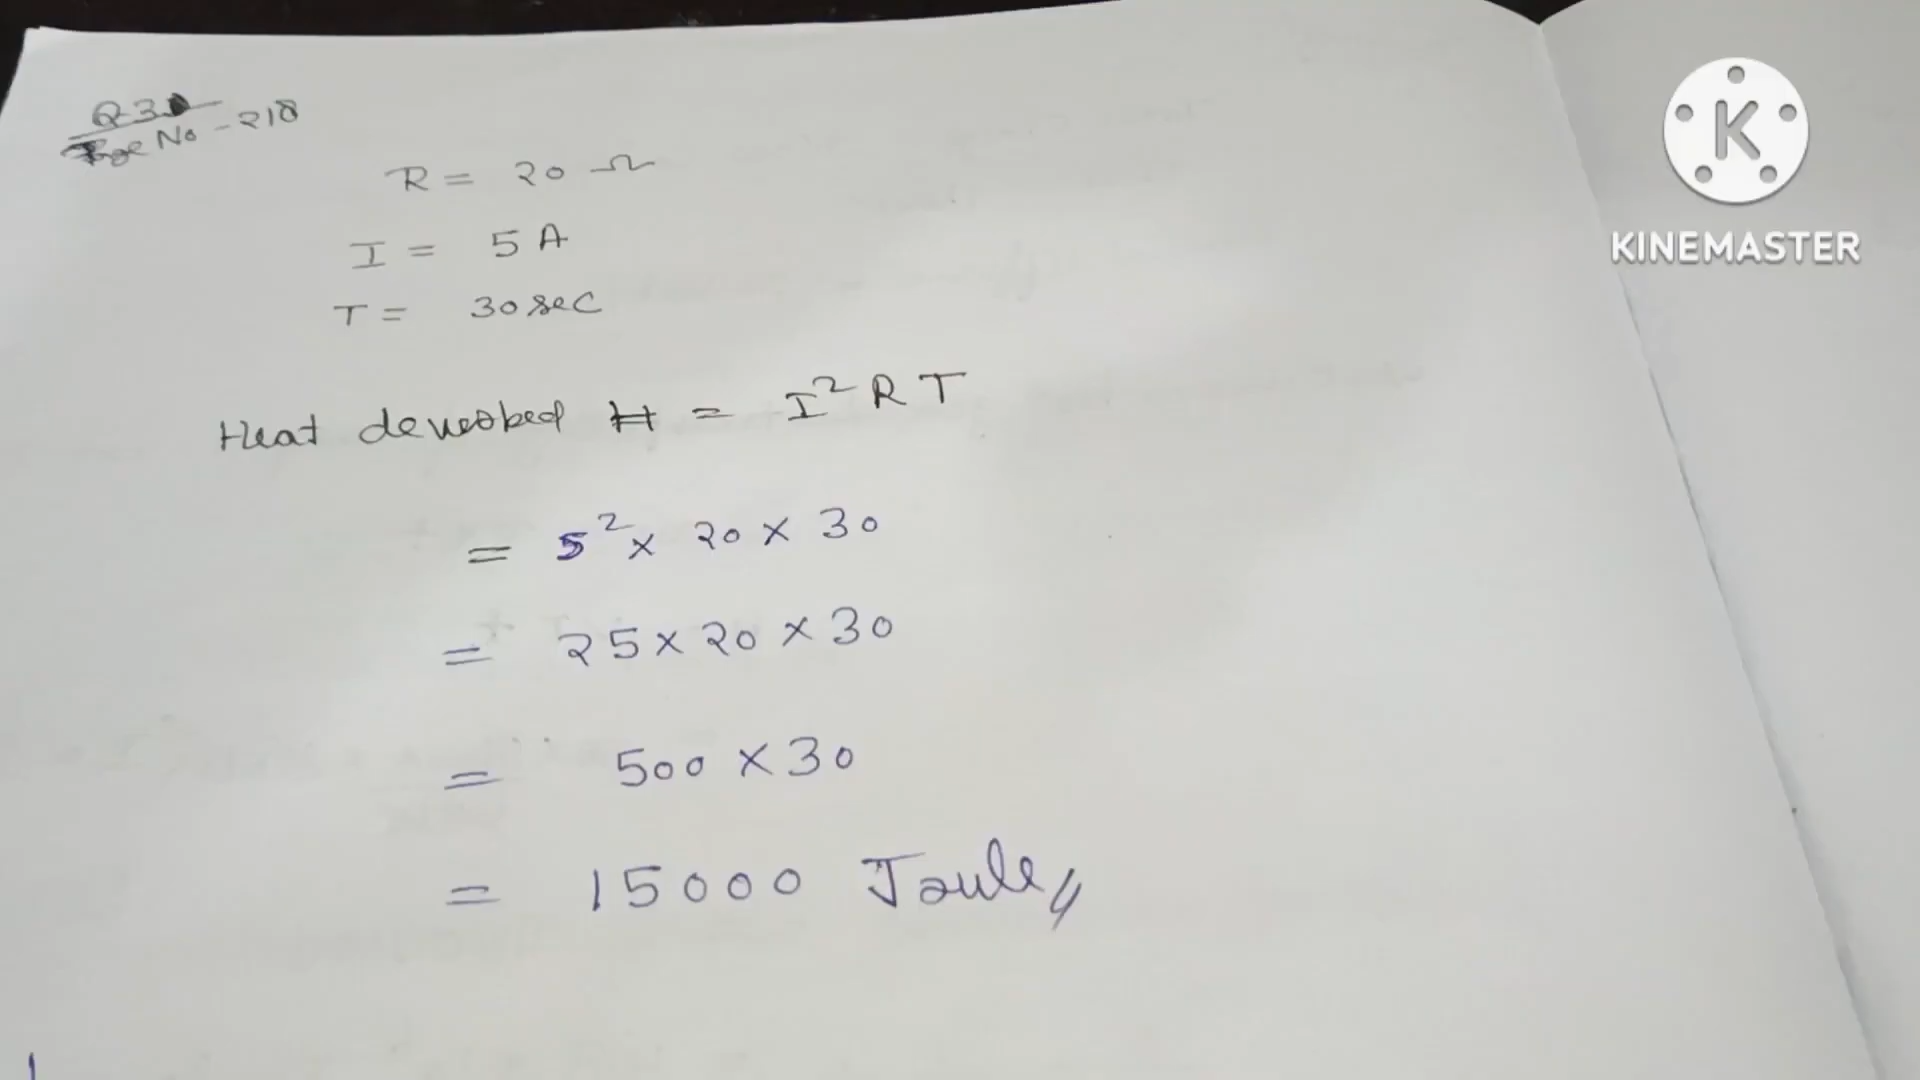 Q3
Page No - 218
R = 20 Ω
I = 5 A
T = 30 sec
Heat develobed H = I² R T
= 5² × 20 × 30
= 25 × 20 × 30
= 500 × 30
= 15000 Joule
K
KINEMASTER